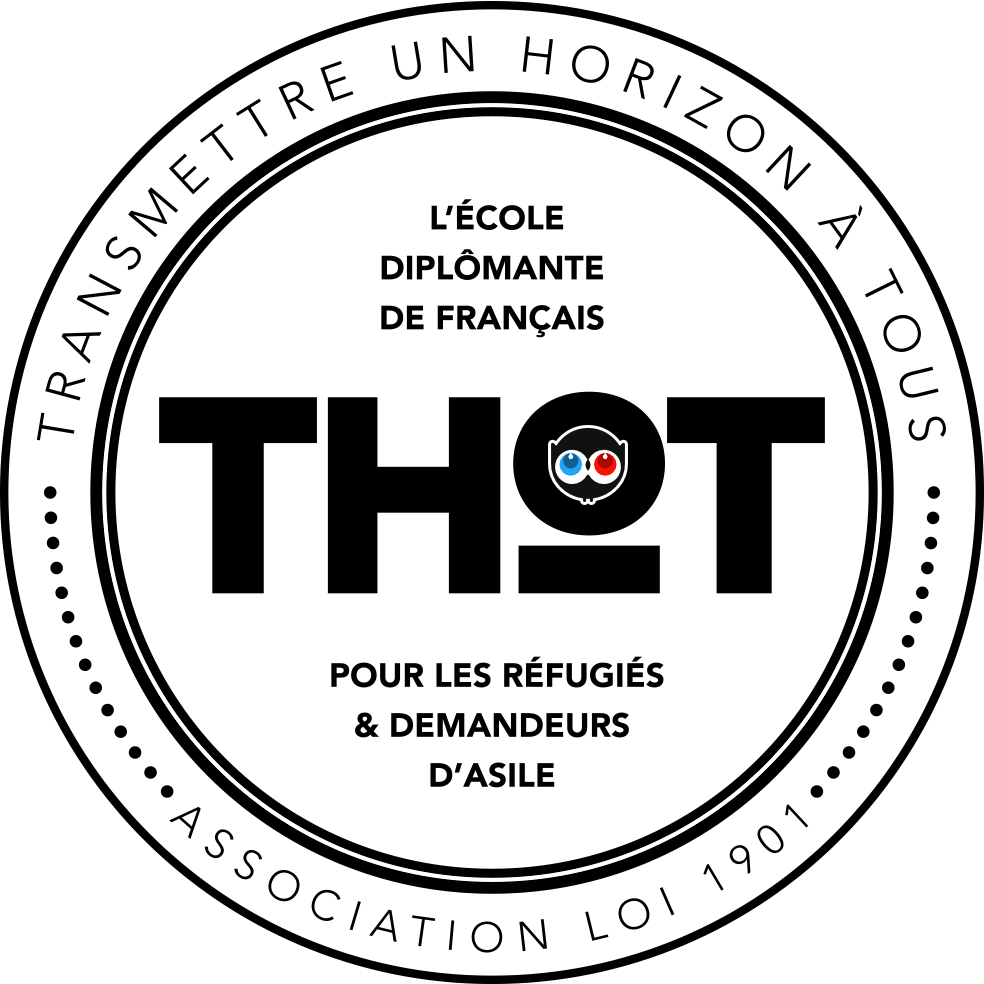 TRANSMETTRE UN HORIZON À TOUS
L'ÉCOLE
DIPLÔMANTE
DE FRANÇAIS
THOT
POUR LES RÉFUGIÉS
& DEMANDEURS
D'ASILE
ASSOCIATION LOI 1901